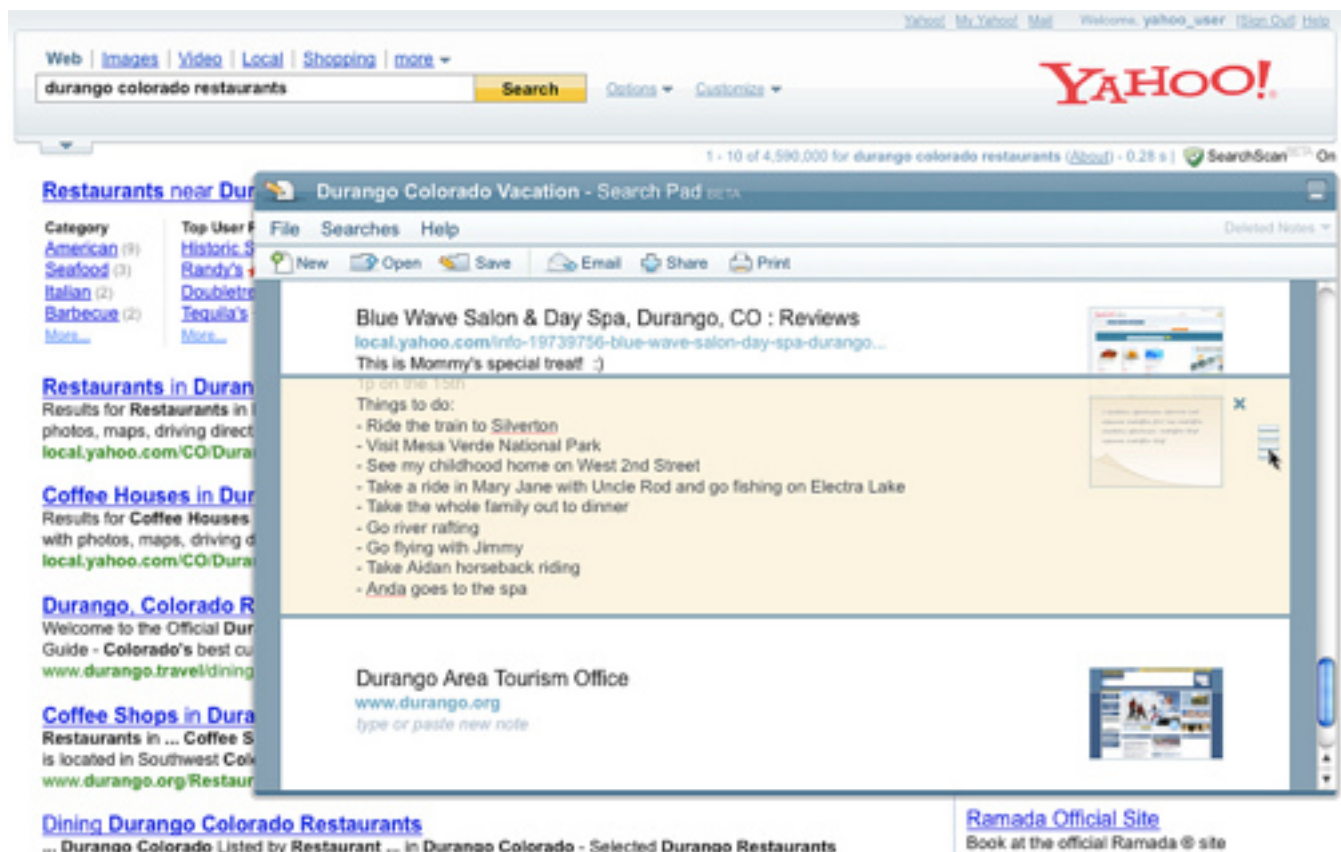 Yahoo! My Yahoo! Mail Welcome, yahoo_user [Sign Out] Help
Web | Images | Video | Local | Shopping | more
durango colorado restaurants Search Options Customize
YAHOO!
1 - 10 of 4,590,000 for durango colorado restaurants (About) - 0.28 s | SearchScan BETA On
Restaurants near Dur
Category Top User
American (9) Historic S
Seafood (3) Randy's
Italian (2) Doubletre
Barbecue (2) Tequila's
More... More...
Restaurants in Duran
Results for Restaurants in
photos, maps, driving direct
local.yahoo.com/CO/Dura
Coffee Houses in Dur
Results for Coffee Houses
with photos, maps, driving d
local.yahoo.com/CO/Dura
Durango, Colorado R
Welcome to the Official Dur
Guide - Colorado's best cu
www.durango.travel/dining
Coffee Shops in Dura
Restaurants in ... Coffee S
is located in Southwest Colo
www.durango.org/Restaur
Dining Durango Colorado Restaurants
... Durango Colorado Listed by Restaurant ... in Durango Colorado - Selected Durango Restaurants
Durango Colorado Vacation - Search Pad BETA
File Searches Help Deleted Notes
New Open Save Email Share Print
Blue Wave Salon & Day Spa, Durango, CO : Reviews
local.yahoo.com/info-19739756-blue-wave-salon-day-spa-durango...
This is Mommy's special treat! :)
1p on the 15th
Things to do:
- Ride the train to Silverton
- Visit Mesa Verde National Park
- See my childhood home on West 2nd Street
- Take a ride in Mary Jane with Uncle Rod and go fishing on Electra Lake
- Take the whole family out to dinner
- Go river rafting
- Go flying with Jimmy
- Take Aidan horseback riding
- Anda goes to the spa
Durango Area Tourism Office
www.durango.org
type or paste new note
Ramada Official Site
Book at the official Ramada ® site